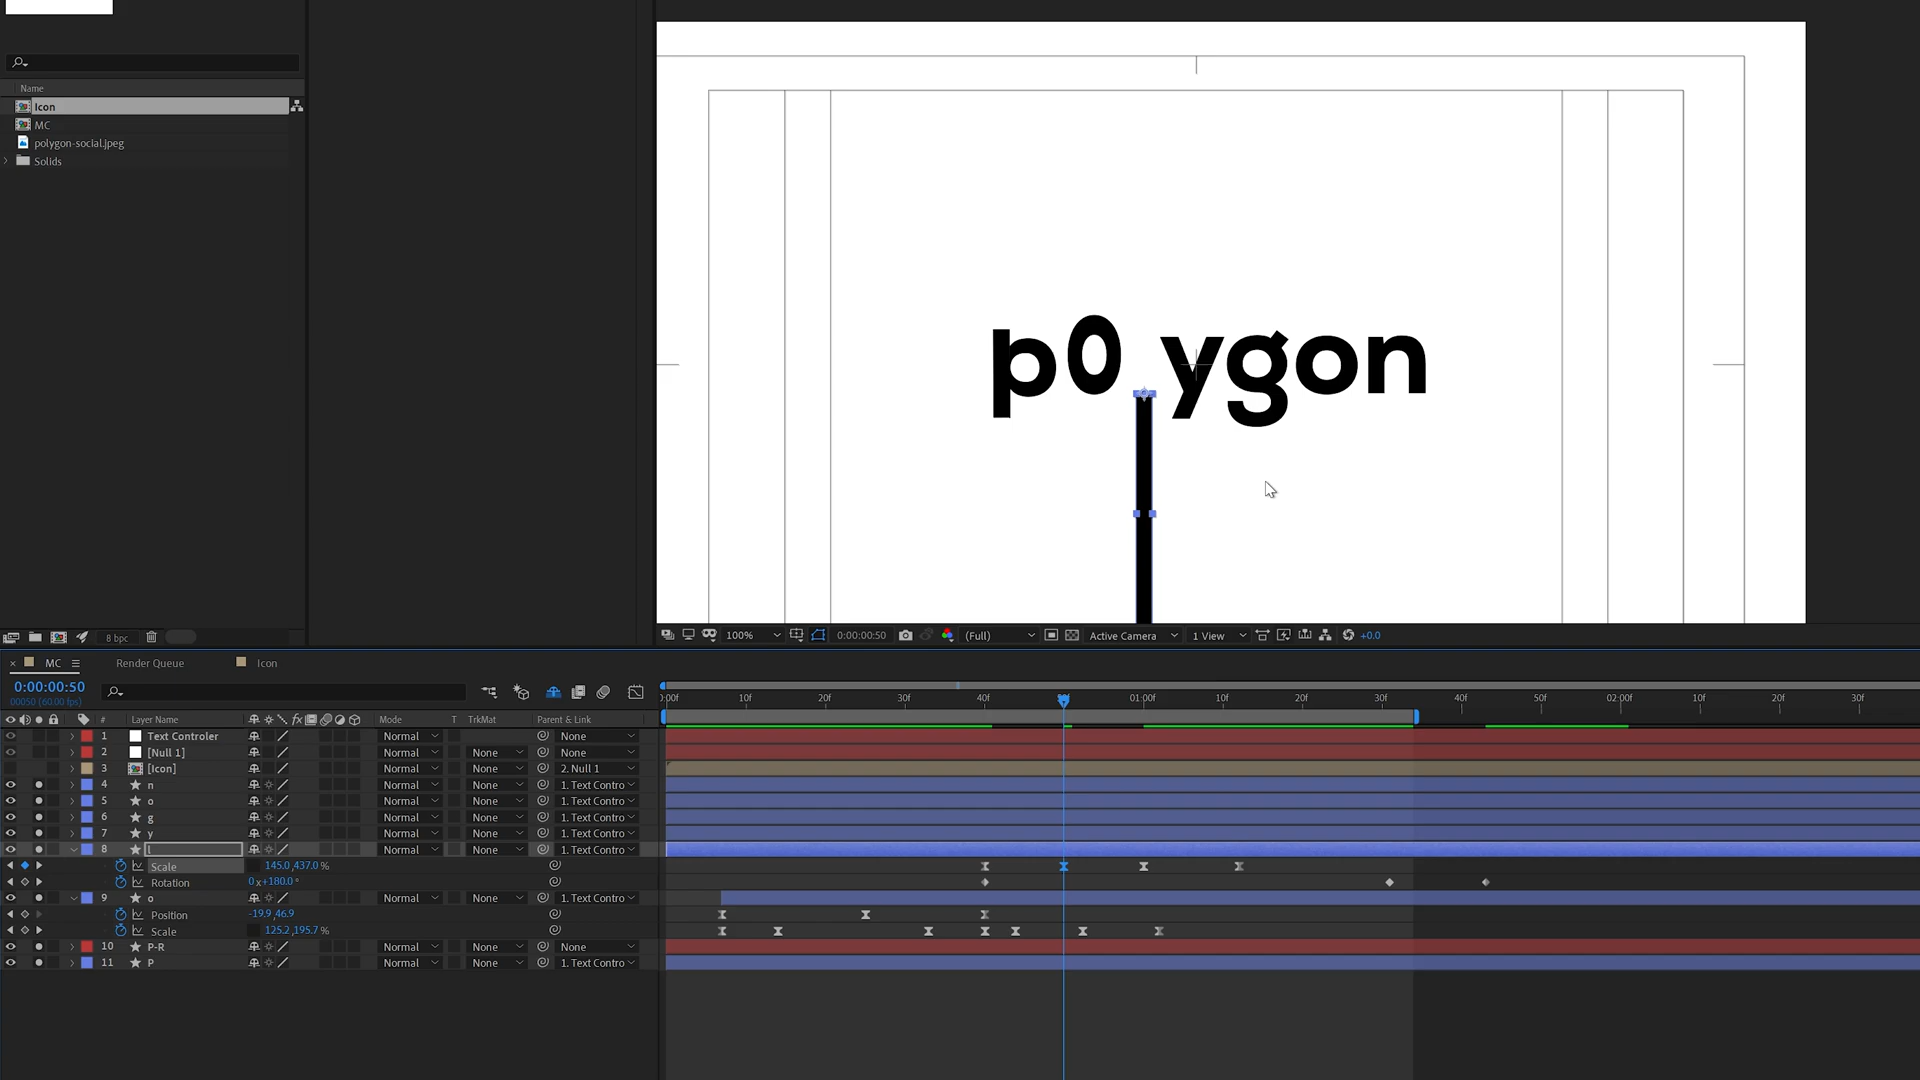 Name
Icon
MC
polygon-social.jpeg
Solids
p0 ygon
8 bpc
100%
0:00:00:50
(Full)
Active Camera
1 View
+0.0
MC
Render Queue
Icon
0:00:00:50
00050 (60.00 fps)
:00f 10f 20f 30f 40f 01:00f 10f 20f 30f 40f 50f 02:00f 10f 20f 30f
# Layer Name fx Mode T TrkMat Parent & Link
1 Text Controler Normal None
2 [Null 1] Normal None None
3 [Icon] Normal None 2. Null 1
4 n Normal None 1. Text Contro
5 o Normal None 1. Text Contro
6 g Normal None 1. Text Contro
7 y Normal None 1. Text Contro
8 l Normal None 1. Text Contro
Scale 145.0,437.0 %
Rotation 0x+180.0 °
9 o Normal None 1. Text Contro
Position -19.9,46.9
Scale 125.2,195.7 %
10 P-R Normal None None
11 P Normal None 1. Text Contro